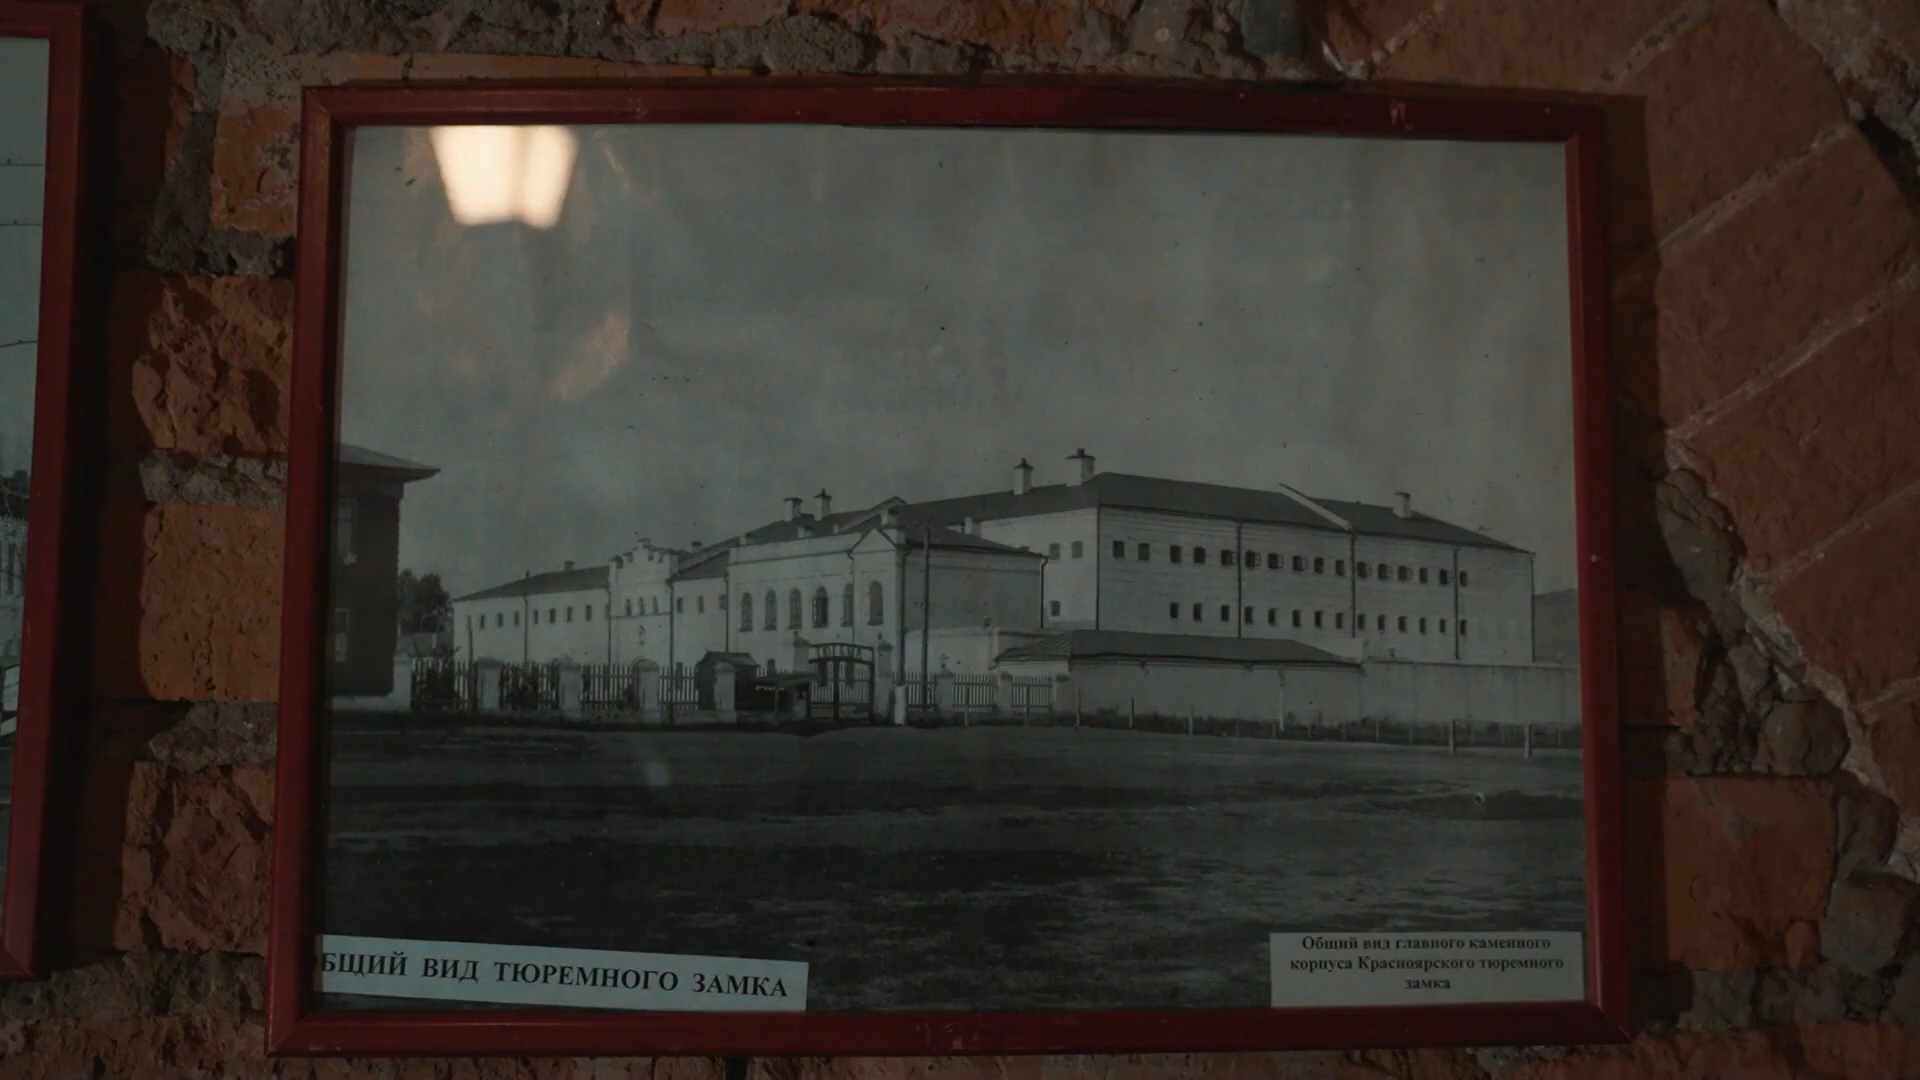 БЩИЙ ВИД ТЮРЕМНОГО ЗАМКА
Общий вид главного каменного
корпуса Красноярского тюремного
замка